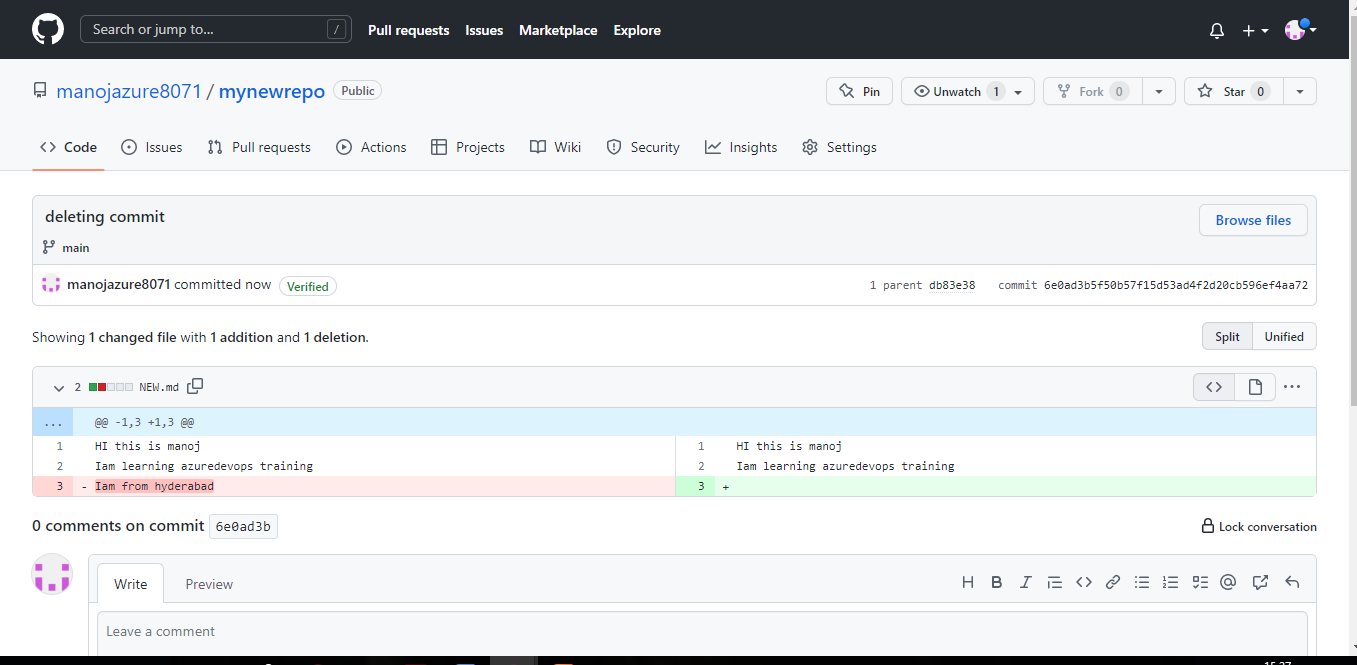 Search or jump to... /
Pull requests Issues Marketplace Explore
manojazure8071 / mynewrepo Public
Pin Unwatch 1 Fork 0 Star 0
Code Issues Pull requests Actions Projects Wiki Security Insights Settings
deleting commit
Browse files
main
manojazure8071 committed now Verified 1 parent db83e38 commit 6e0ad3b5f50b57f15d53ad4f2d20cb596ef4aa72
Showing 1 changed file with 1 addition and 1 deletion. Split Unified
2 NEW.md
... @@ -1,3 +1,3 @@
1 HI this is manoj 1 HI this is manoj
2 Iam learning azuredevops training 2 Iam learning azuredevops training
3 - Iam from hyderabad 3 +
0 comments on commit 6e0ad3b Lock conversation
Write Preview
Leave a comment